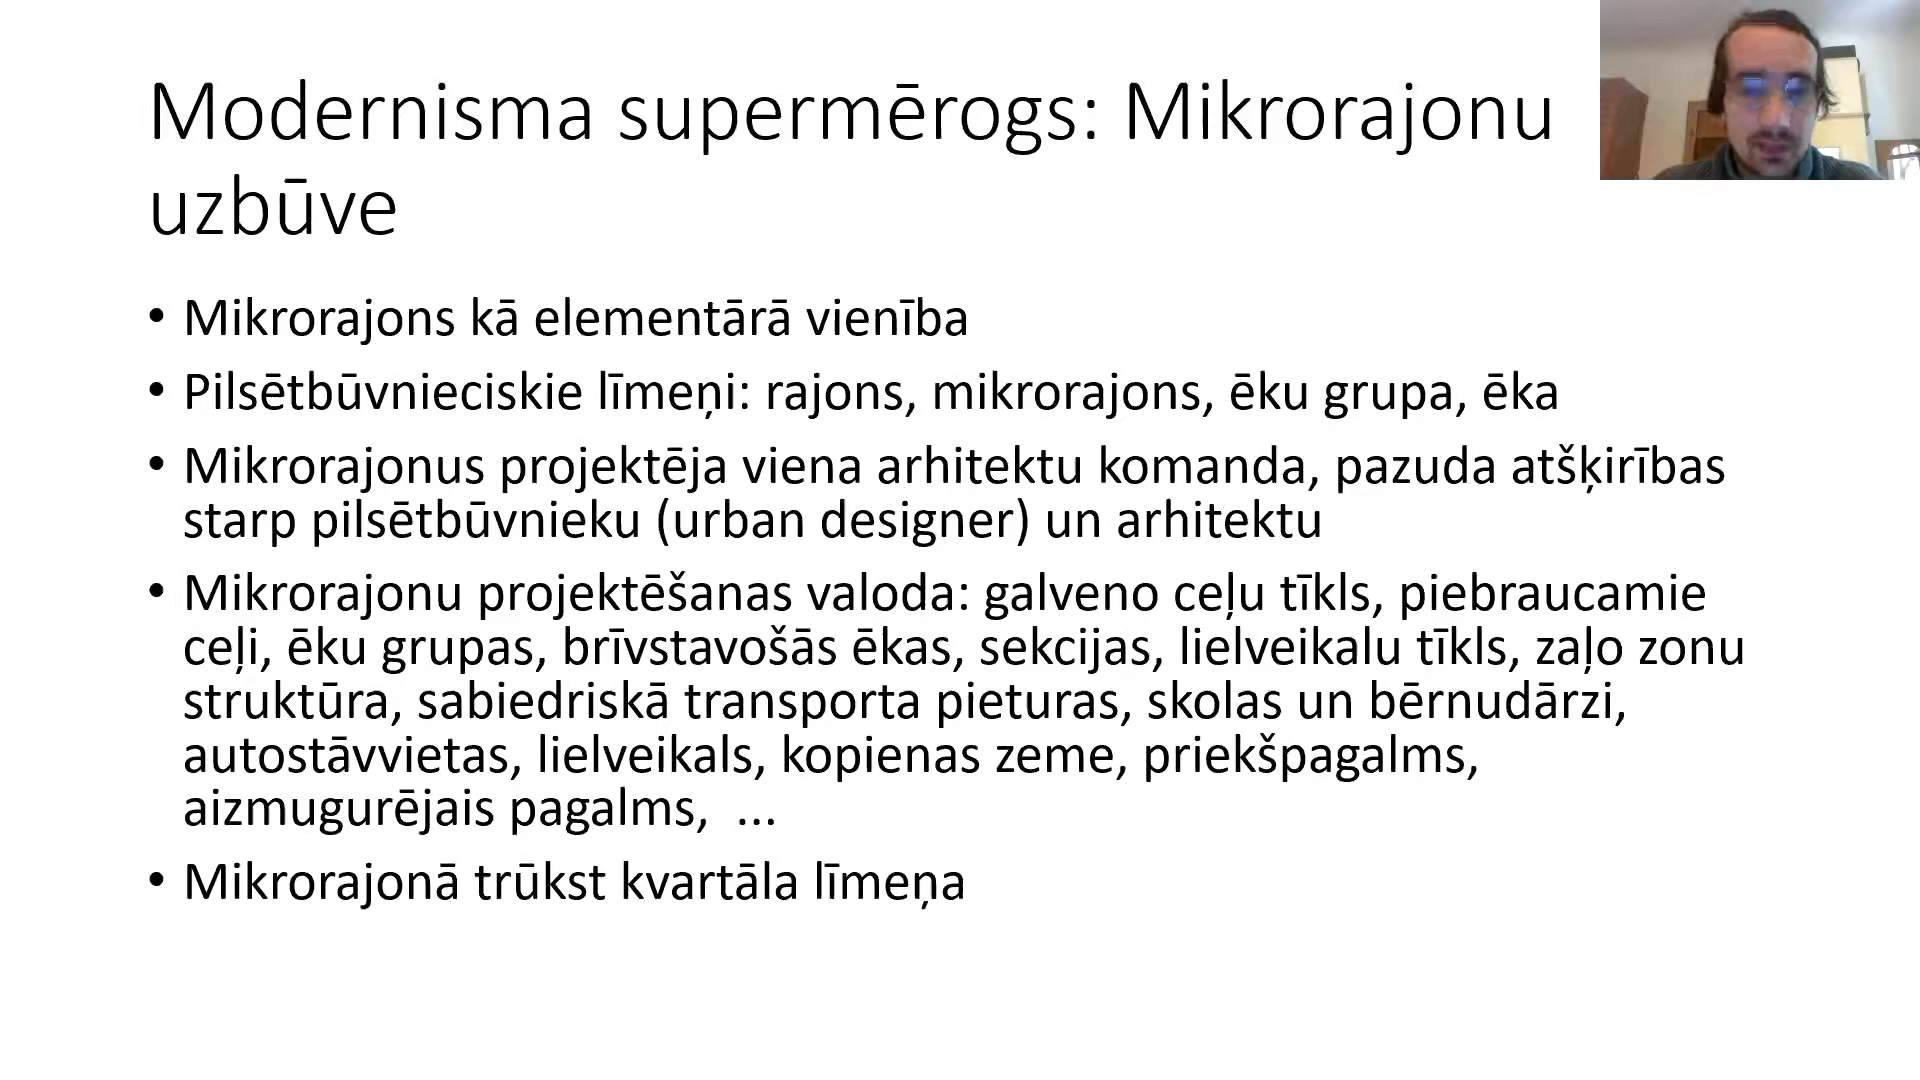 Modernisma supermērogs: Mikrorajonu
uzbūve
• Mikrorajons kā elementārā vienība
• Pilsētbūvnieciskie līmeņi: rajons, mikrorajons, ēku grupa, ēka
• Mikrorajonus projektēja viena arhitektu komanda, pazuda atšķirības
starp pilsētbūvnieku (urban designer) un arhitektu
• Mikrorajonu projektēšanas valoda: galveno ceļu tīkls, piebraucamie
ceļi, ēku grupas, brīvstavošās ēkas, sekcijas, lielveikalu tīkls, zaļo zonu
struktūra, sabiedriskā transporta pieturas, skolas un bērnudārzi,
autostāvvietas, lielveikals, kopienas zeme, priekšpagalms,
aizmugurējais pagalms,  ...
• Mikrorajonā trūkst kvartāla līmeņa